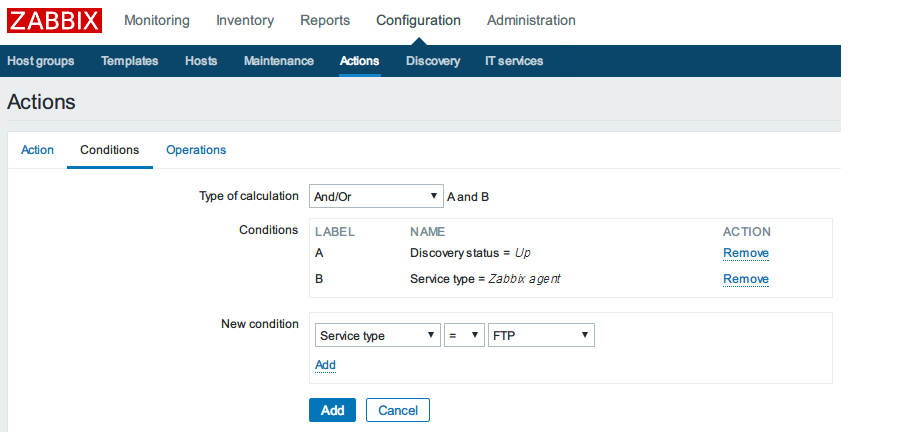 ZABBIX Monitoring Inventory Reports Configuration Administration
Host groups Templates Hosts Maintenance Actions Discovery IT services
Actions
Action Conditions Operations
Type of calculation And/Or A and B
Conditions LABEL NAME ACTION
A Discovery status = Up Remove
B Service type = Zabbix agent Remove
New condition
Service type = FTP
Add
Add Cancel